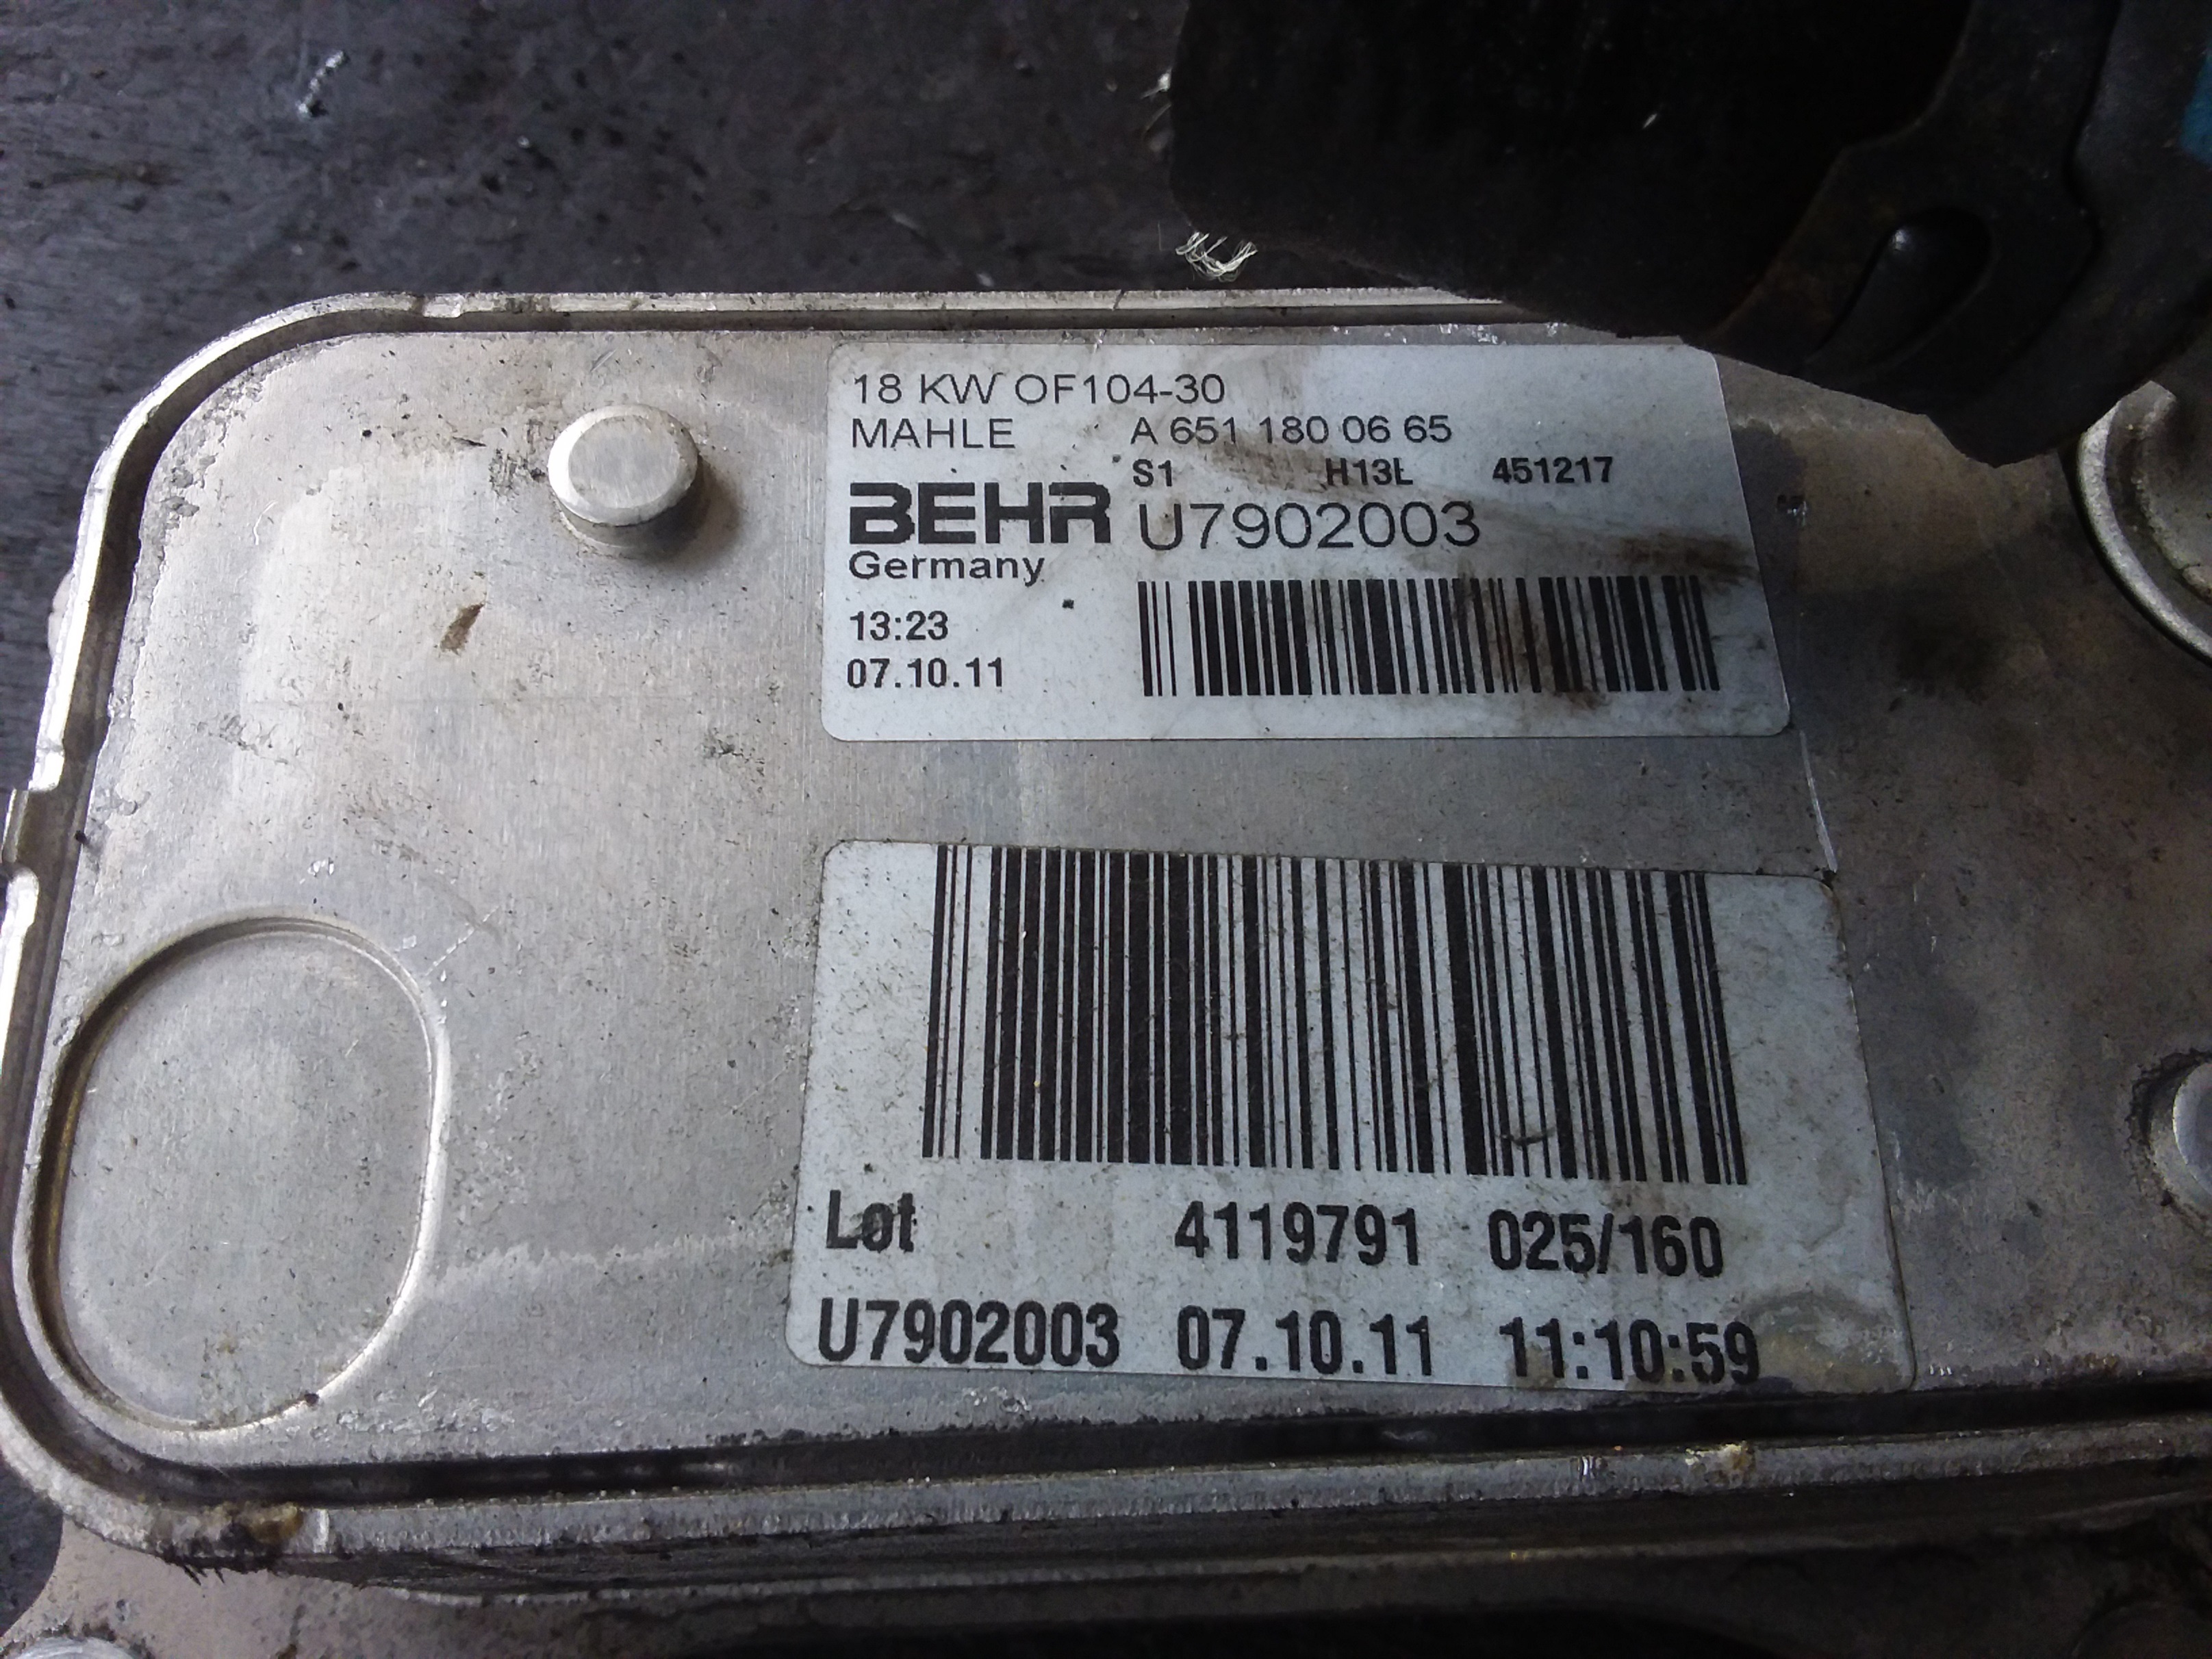 18 KW OF104-30
MAHLE A 651 180 06 65
S1 H13L 451217
BEHR U7902003
Germany
13:23
07.10.11
Lot 4119791 025/160
U7902003 07.10.11 11:10:59